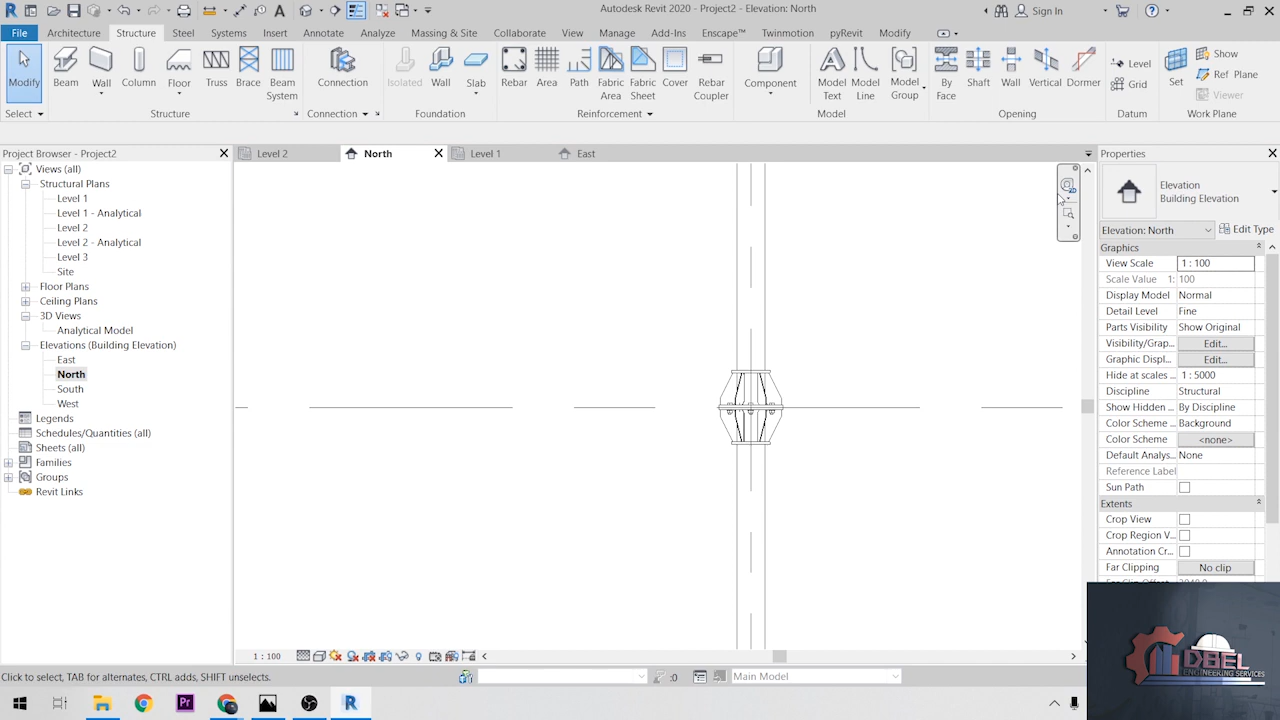 Autodesk Revit 2020 - Project2 - Elevation: North
Sign In
File Architecture Structure Steel Systems Insert Annotate Analyze Massing & Site Collaborate View Manage Add-Ins Enscape™ Twinmotion pyRevit Modify
Modify Beam Wall Column Floor Truss Brace Beam System Connection Isolated Wall Slab Rebar Area Path Fabric Area Fabric Sheet Cover Rebar Coupler Component Model Text Model Line Model Group By Face Shaft Wall Vertical Dormer Level Grid Set Show Ref Plane Viewer
Select Structure Connection Foundation Reinforcement Model Opening Datum Work Plane
Project Browser - Project2
Views (all)
Structural Plans
Level 1
Level 1 - Analytical
Level 2
Level 2 - Analytical
Level 3
Site
Floor Plans
Ceiling Plans
3D Views
Analytical Model
Elevations (Building Elevation)
East
North
South
West
Legends
Schedules/Quantities (all)
Sheets (all)
Families
Groups
Revit Links
Level 2 North Level 1 East
Properties
Elevation
Building Elevation
Elevation: North Edit Type
Graphics
View Scale 1 : 100
Scale Value 1: 100
Display Model Normal
Detail Level Fine
Parts Visibility Show Original
Visibility/Grap... Edit...
Graphic Displ... Edit...
Hide at scales ... 1 : 5000
Discipline Structural
Show Hidden ... By Discipline
Color Scheme ... Background
Color Scheme <none>
Default Analys... None
Reference Label
Sun Path
Extents
Crop View
Crop Region V...
Annotation Cr...
Far Clipping No clip
1 : 100
Click to select, TAB for alternates, CTRL adds, SHIFT unselects.
:0 Main Model
DBEL
ENGINEERING SERVICES